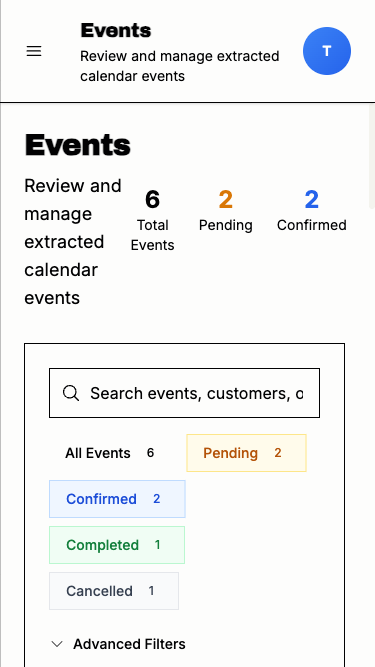 Events
Review and manage extracted
calendar events
T
Events
Review and
manage
extracted
calendar
events
6
Total
Events
2
Pending
2
Confirmed
Search events, customers, o
All Events 6
Pending 2
Confirmed 2
Completed 1
Cancelled 1
Advanced Filters